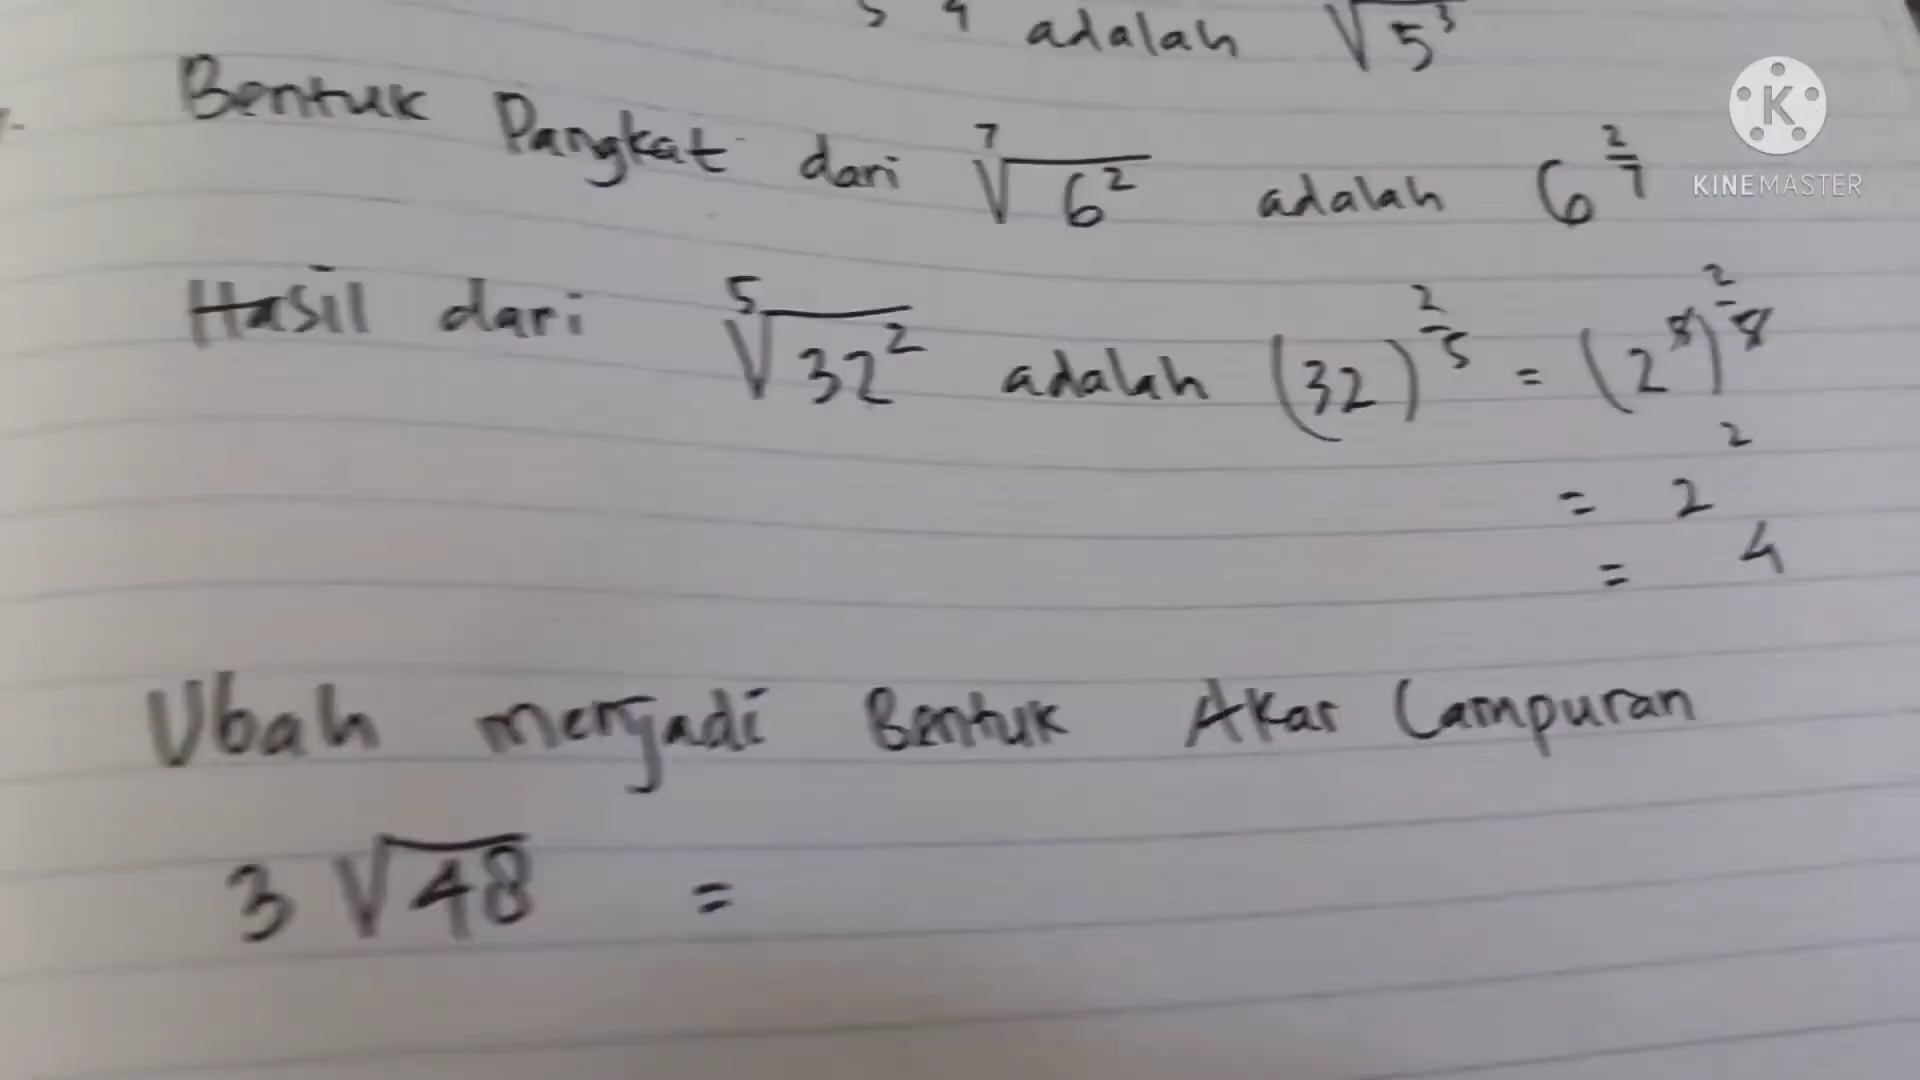 adalah √5³
Bentuk Pangkat dari ⁷√6² adalah 6^(2/7)
Hasil dari ⁵√32² adalah (32)^(2/5) = (2^5)^(2/5)
= 2²
= 4
Ubah menjadi Bentuk Akar Campuran
3 √48 =
K
KINEMASTER